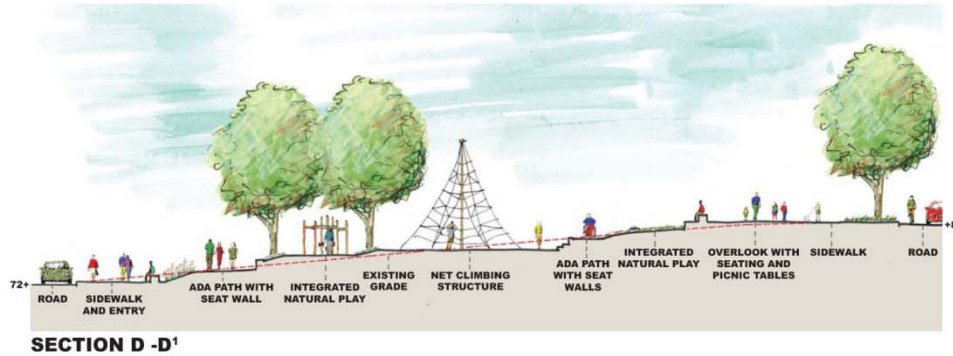 72+
ROAD
SIDEWALK
AND ENTRY
ADA PATH WITH
SEAT WALL
INTEGRATED
NATURAL PLAY
EXISTING
GRADE
NET CLIMBING
STRUCTURE
ADA PATH
WITH SEAT
WALLS
INTEGRATED
NATURAL PLAY
OVERLOOK WITH
SEATING AND
PICNIC TABLES
SIDEWALK
ROAD
SECTION D -D¹